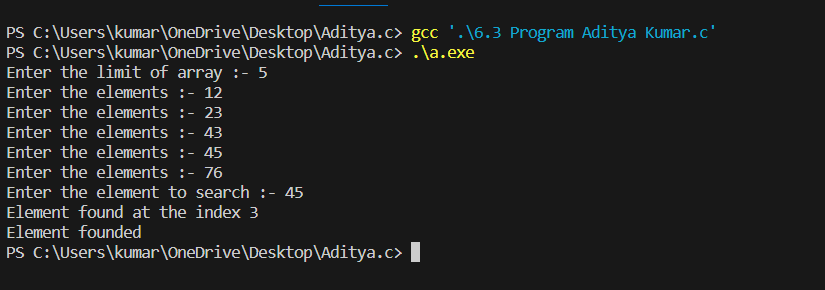 PS C:\Users\kumar\OneDrive\Desktop\Aditya.c> gcc '.\6.3 Program Aditya Kumar.c'
PS C:\Users\kumar\OneDrive\Desktop\Aditya.c> .\a.exe
Enter the limit of array :- 5
Enter the elements :- 12
Enter the elements :- 23
Enter the elements :- 43
Enter the elements :- 45
Enter the elements :- 76
Enter the element to search :- 45
Element found at the index 3
Element founded
PS C:\Users\kumar\OneDrive\Desktop\Aditya.c>